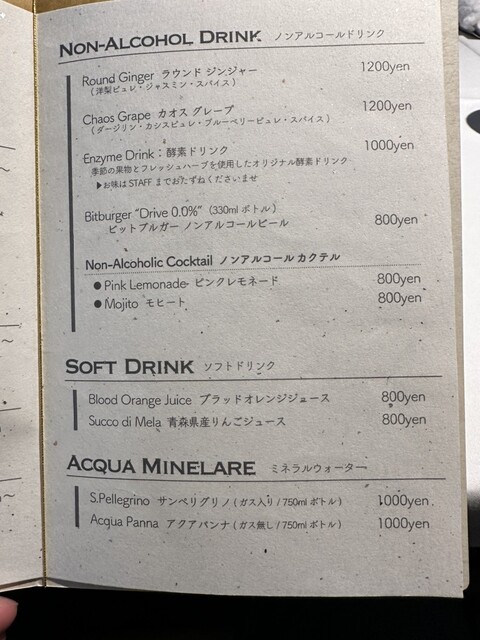 NON-ALCOHOL DRINK ノンアルコールドリンク
Round Ginger ラウンド ジンジャー 1200yen
(洋梨ピュレ・ジャスミン・スパイス)
Chaos Grape カオス グレープ 1200yen
(ダージリン・カシスピュレ・ブルーベリーピュレ・スパイス)
Enzyme Drink:酵素ドリンク 1000yen
季節の果物とフレッシュハーブを使用したオリジナル酵素ドリンク
▶お味は STAFF までおたずねくださいませ
Bitburger "Drive 0.0%" (330ml ボトル) 800yen
ビットブルガー ノンアルコールビール
Non-Alcoholic Cocktail ノンアルコールカクテル
●Pink Lemonade- ピンクレモネード 800yen
●Mojito モヒート 800yen
SOFT DRINK ソフトドリンク
Blood Orange Juice ブラッドオレンジジュース 800yen
Succo di Mela 青森県産りんごジュース 800yen
ACQUA MINELARE ミネラルウォーター
S.Pellegrino サンペリグリノ (ガス入り / 750ml ボトル) 1000yen
Acqua Panna アクアパンナ (ガス無し / 750ml ボトル) 1000yen